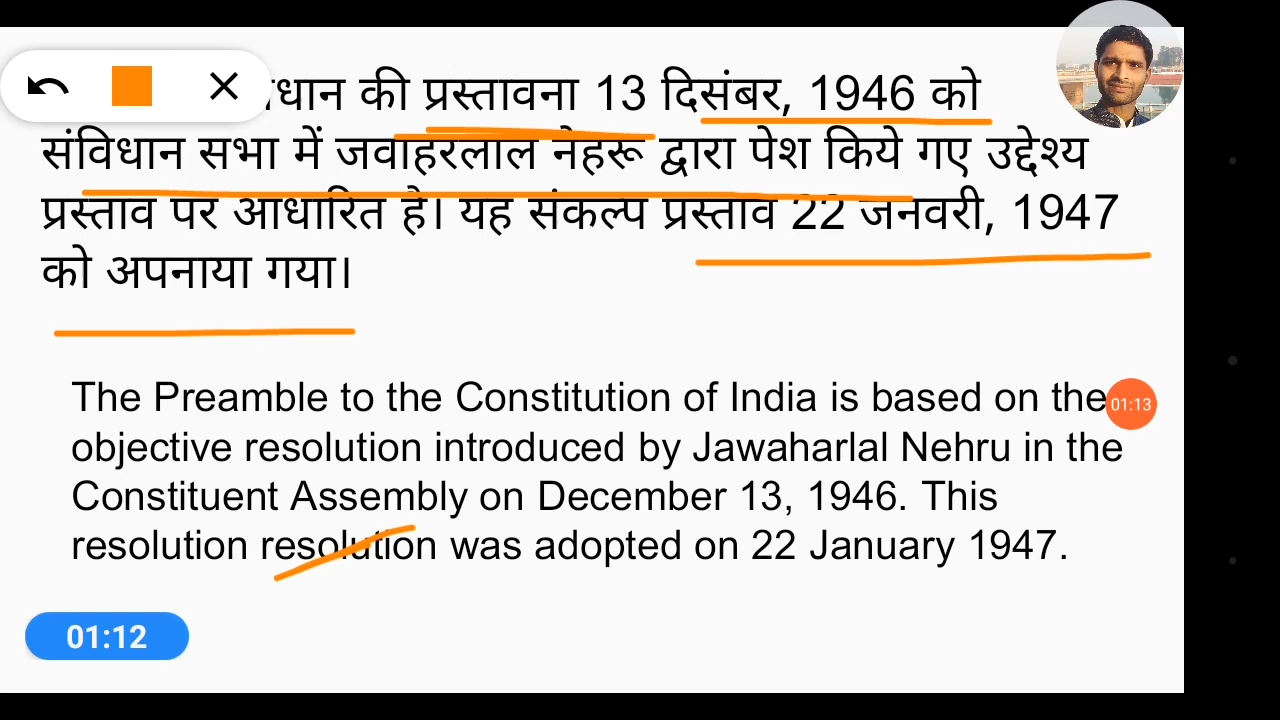 की प्रस्तावना 13 दिसंबर, 1946 को
संविधान सभा में जवाहरलाल नेहरू द्वारा पेश किये गए उद्देश्य
प्रस्ताव पर आधारित है। यह संकल्प प्रस्ताव 22 जनवरी, 1947
को अपनाया गया।
The Preamble to the Constitution of India is based on the
01:13
objective resolution introduced by Jawaharlal Nehru in the
Constituent Assembly on December 13, 1946. This
resolution resolution was adopted on 22 January 1947.
01:12